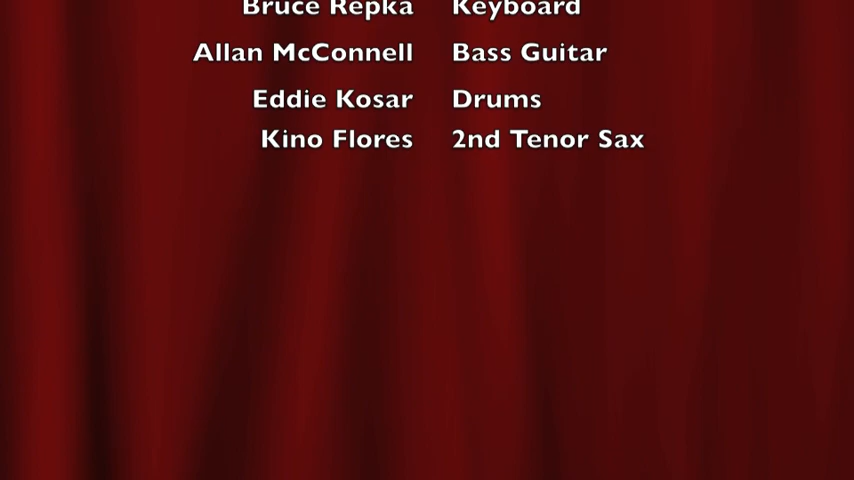 Bruce Repka Keyboard
Allan McConnell Bass Guitar
Eddie Kosar Drums
Kino Flores 2nd Tenor Sax